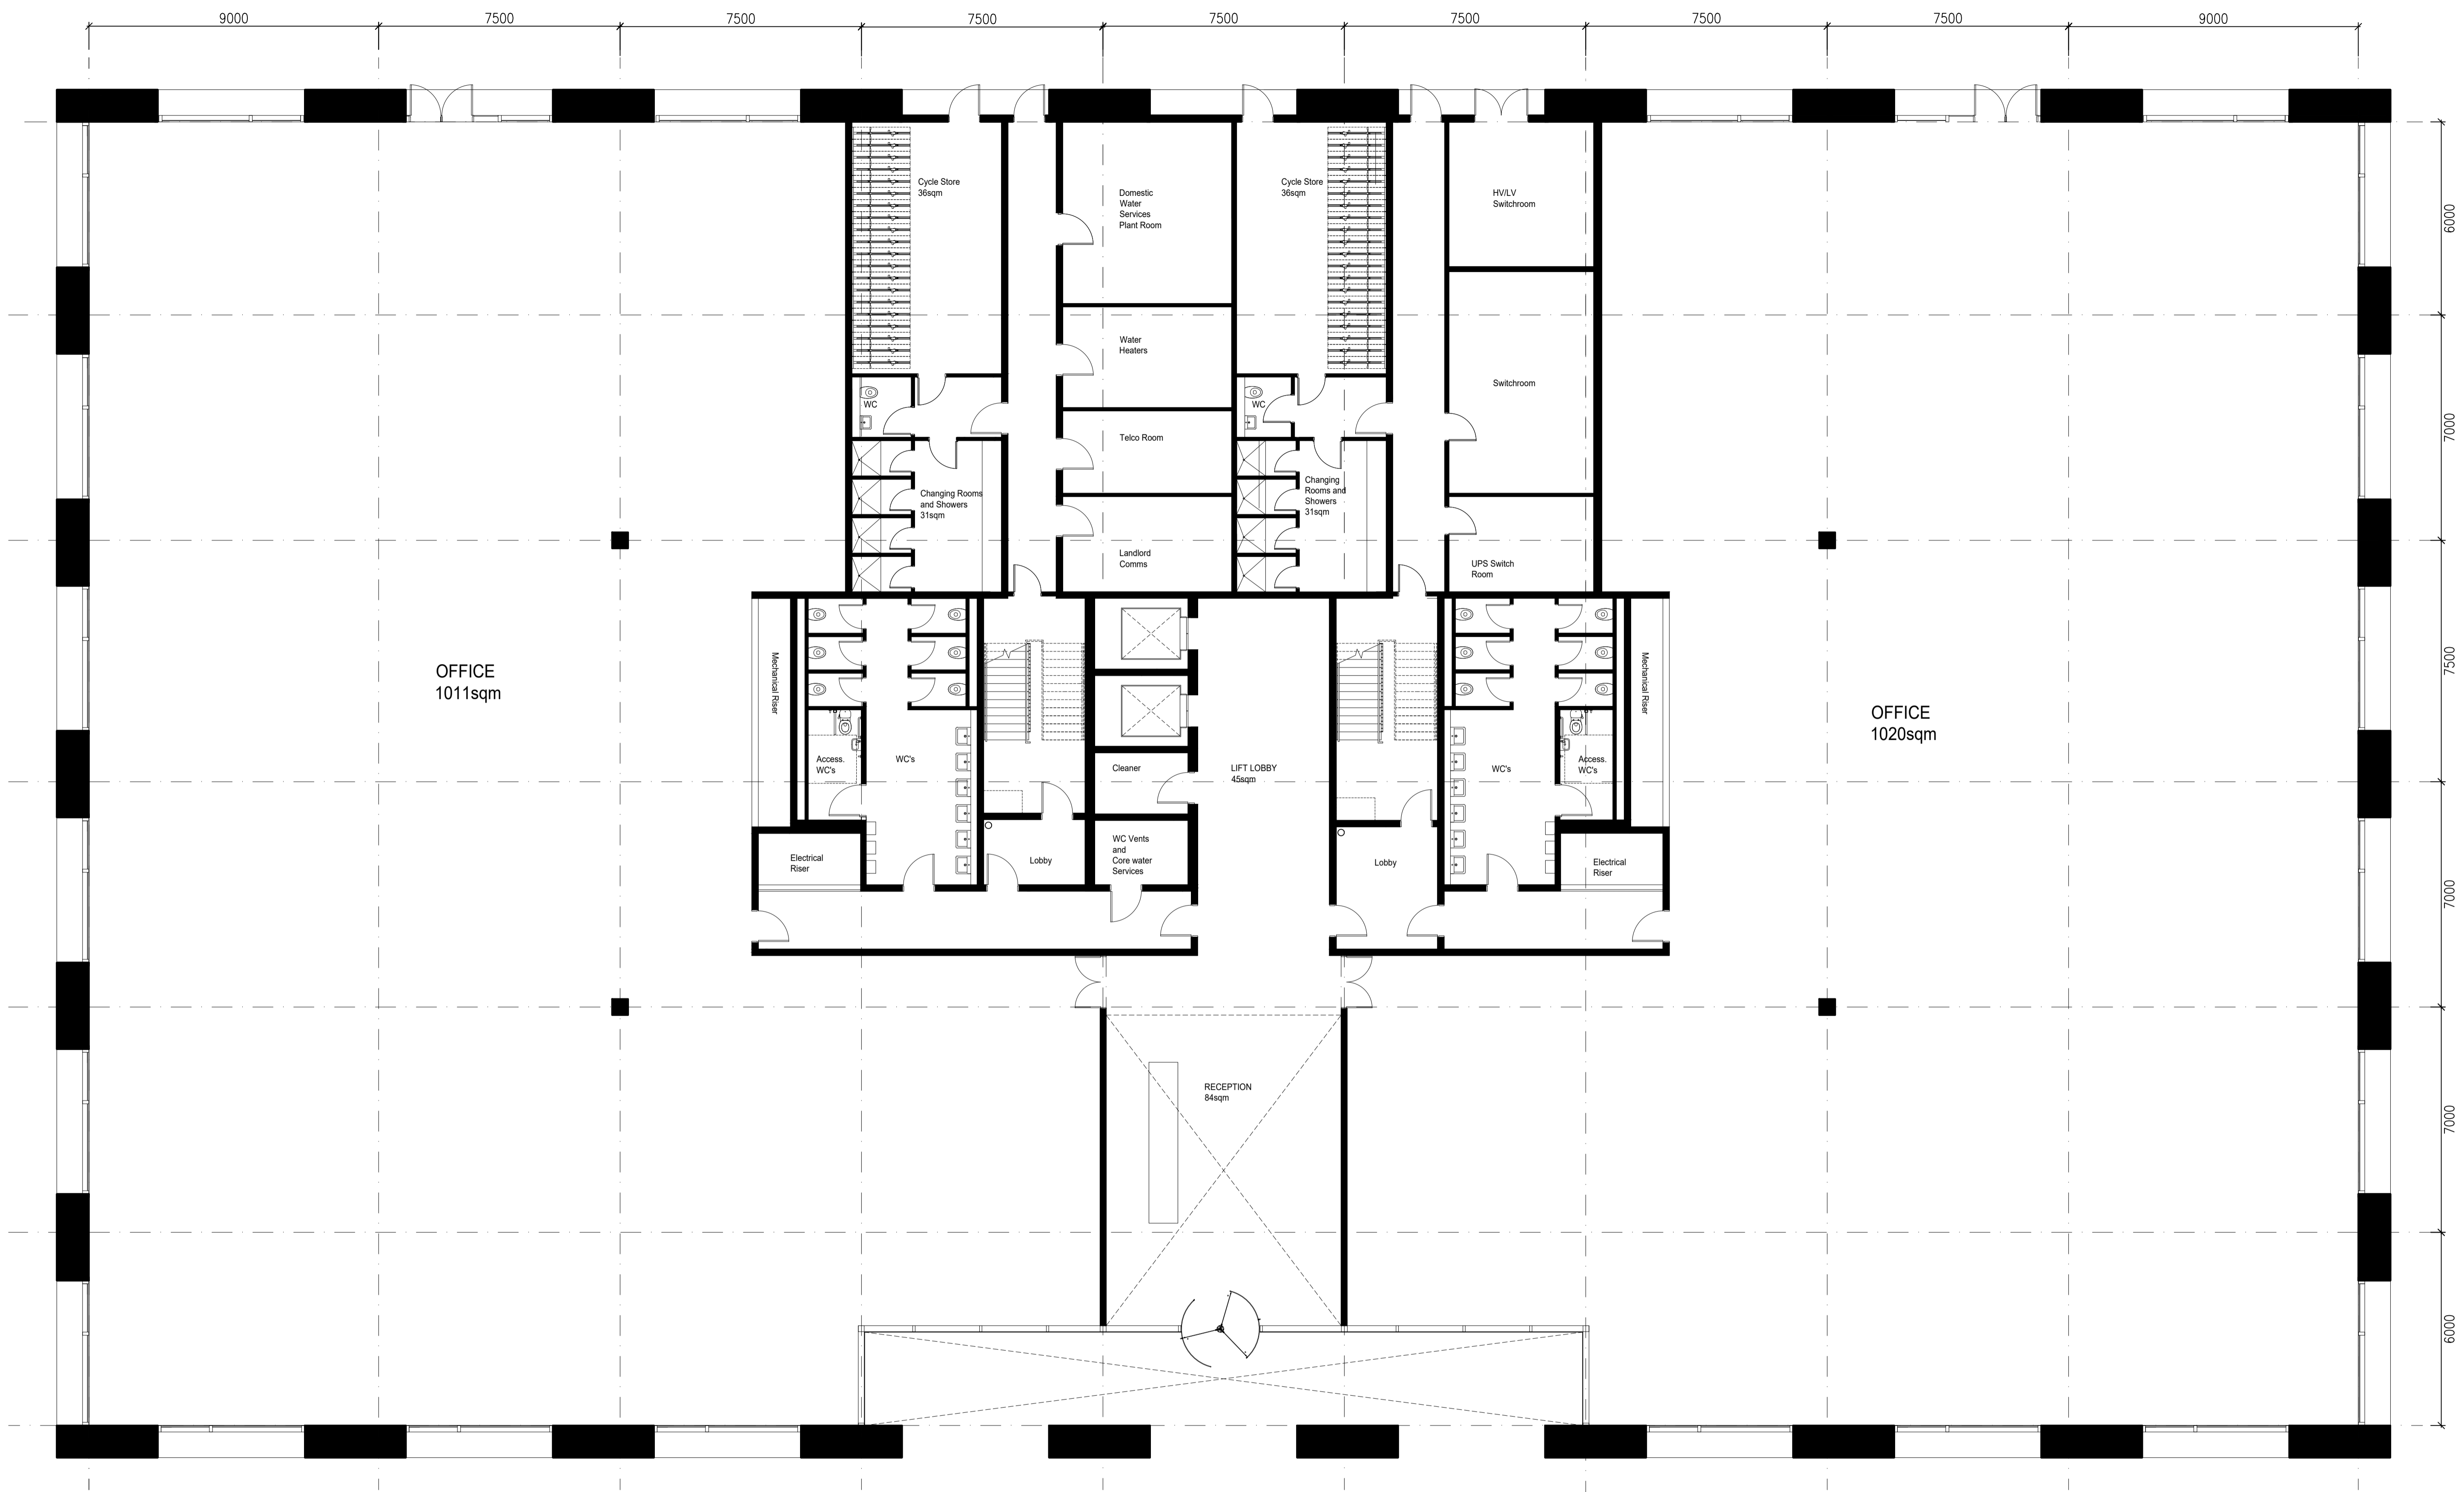 9000
7500
7500
7500
7500
7500
7500
7500
9000
Cycle Store
36sqm
Domestic
Water
Services
Plant Room
Cycle Store
36sqm
HV/LV
Switchroom
6000
Water
Heaters
Switchroom
WC
WC
7000
Telco Room
Changing Rooms
and Showers
31sqm
Changing
Rooms and
Showers
31sqm
Landlord
Comms
UPS Switch
Room
OFFICE
1011sqm
Mechanical Riser
Mechanical Riser
7500
OFFICE
1020sqm
Access.
WC's
WC's
Cleaner
LIFT LOBBY
45sqm
WC's
Access.
WC's
Electrical
Riser
Lobby
WC Vents
and
Core water
Services
Lobby
Electrical
Riser
7000
RECEPTION
84sqm
7000
6000